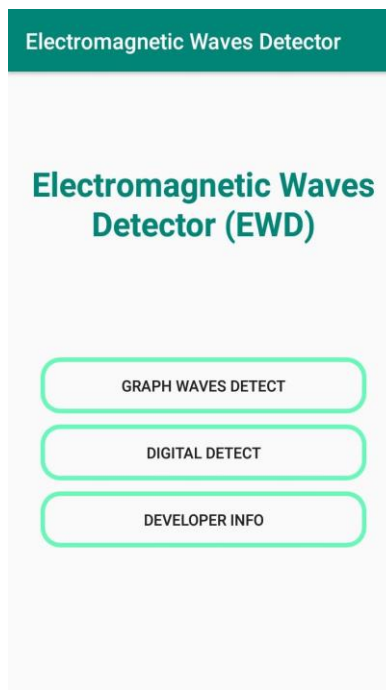 Electromagnetic Waves Detector
Electromagnetic Waves
Detector (EWD)
GRAPH WAVES DETECT
DIGITAL DETECT
DEVELOPER INFO